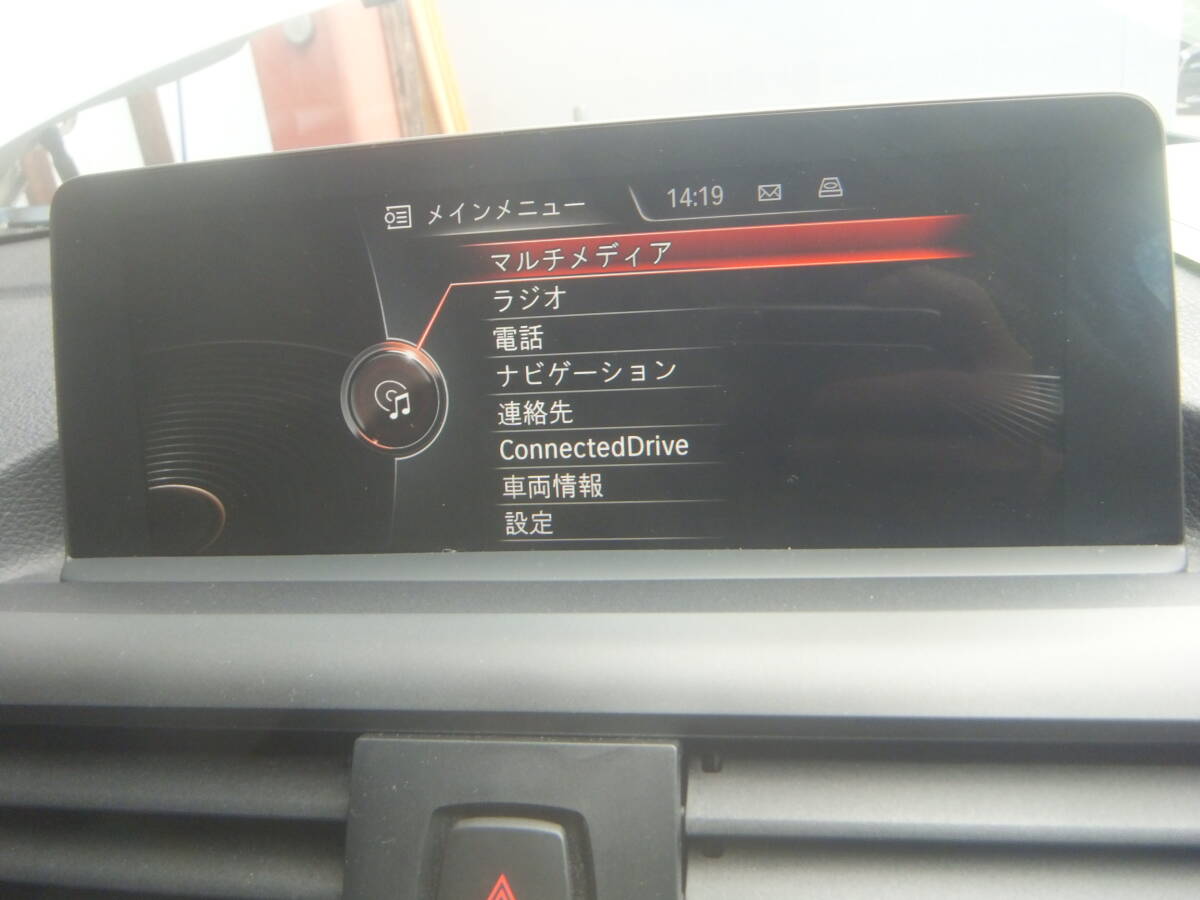 メインメニュー 14:19
マルチメディア
ラジオ
電話
ナビゲーション
連絡先
ConnectedDrive
車両情報
設定